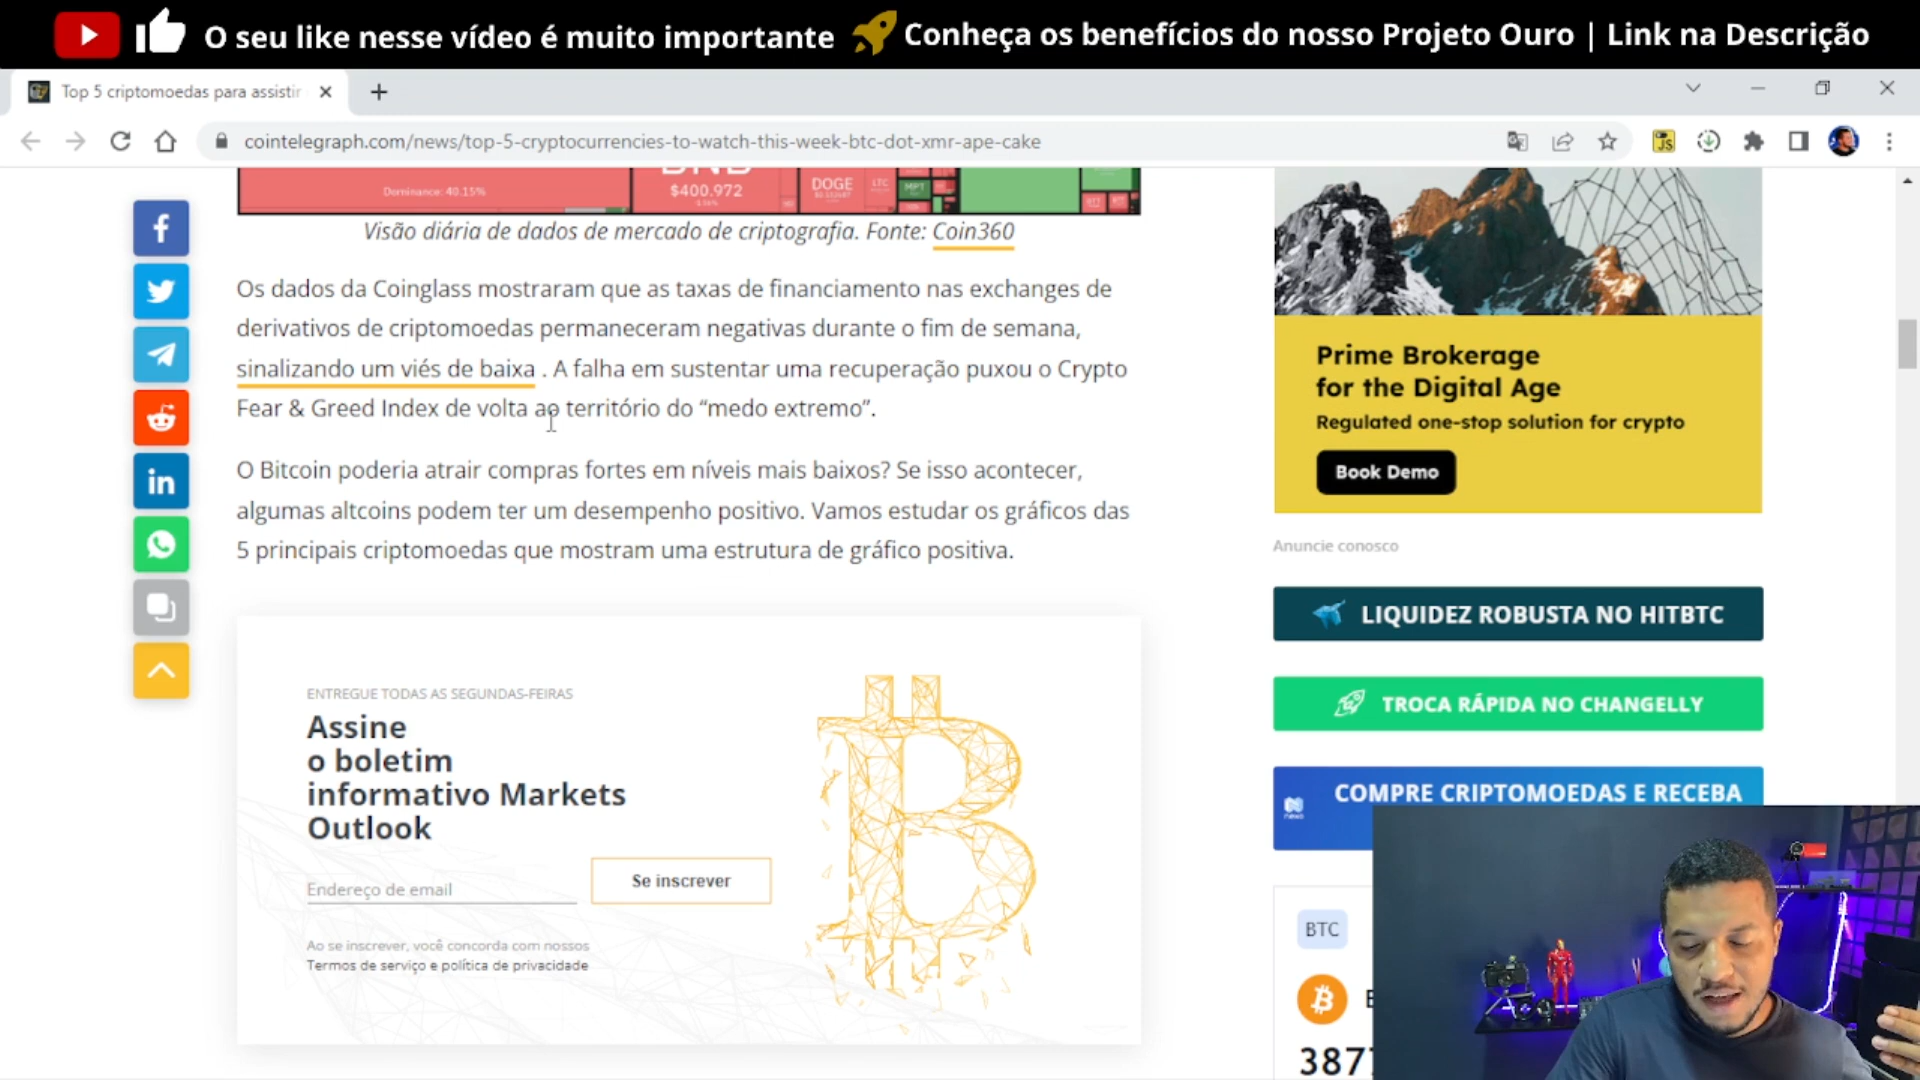 O seu like nesse vídeo é muito importante
Conheça os benefícios do nosso Projeto Ouro | Link na Descrição
Top 5 criptomoedas para assistir
cointelegraph.com/news/top-5-cryptocurrencies-to-watch-this-week-btc-dot-xmr-ape-cake
JS
Dominance: 40.15%
BNB
$400.972
DOGE
LTC
MPT
Visão diária de dados de mercado de criptografia. Fonte: Coin360
Os dados da Coinglass mostraram que as taxas de financiamento nas exchanges de
derivativos de criptomoedas permaneceram negativas durante o fim de semana,
sinalizando um viés de baixa . A falha em sustentar uma recuperação puxou o Crypto
Fear & Greed Index de volta ao território do “medo extremo”.
O Bitcoin poderia atrair compras fortes em níveis mais baixos? Se isso acontecer,
algumas altcoins podem ter um desempenho positivo. Vamos estudar os gráficos das
5 principais criptomoedas que mostram uma estrutura de gráfico positiva.
ENTREGUE TODAS AS SEGUNDAS-FEIRAS
Assine
o boletim
informativo Markets
Outlook
Endereço de email
Se inscrever
Ao se inscrever, você concorda com nossos
Termos de serviço e política de privacidade
Prime Brokerage
for the Digital Age
Regulated one-stop solution for crypto
Book Demo
Anuncie conosco
LIQUIDEZ ROBUSTA NO HITBTC
TROCA RÁPIDA NO CHANGELLY
COMPRE CRIPTOMOEDAS E RECEBA
BTC
387